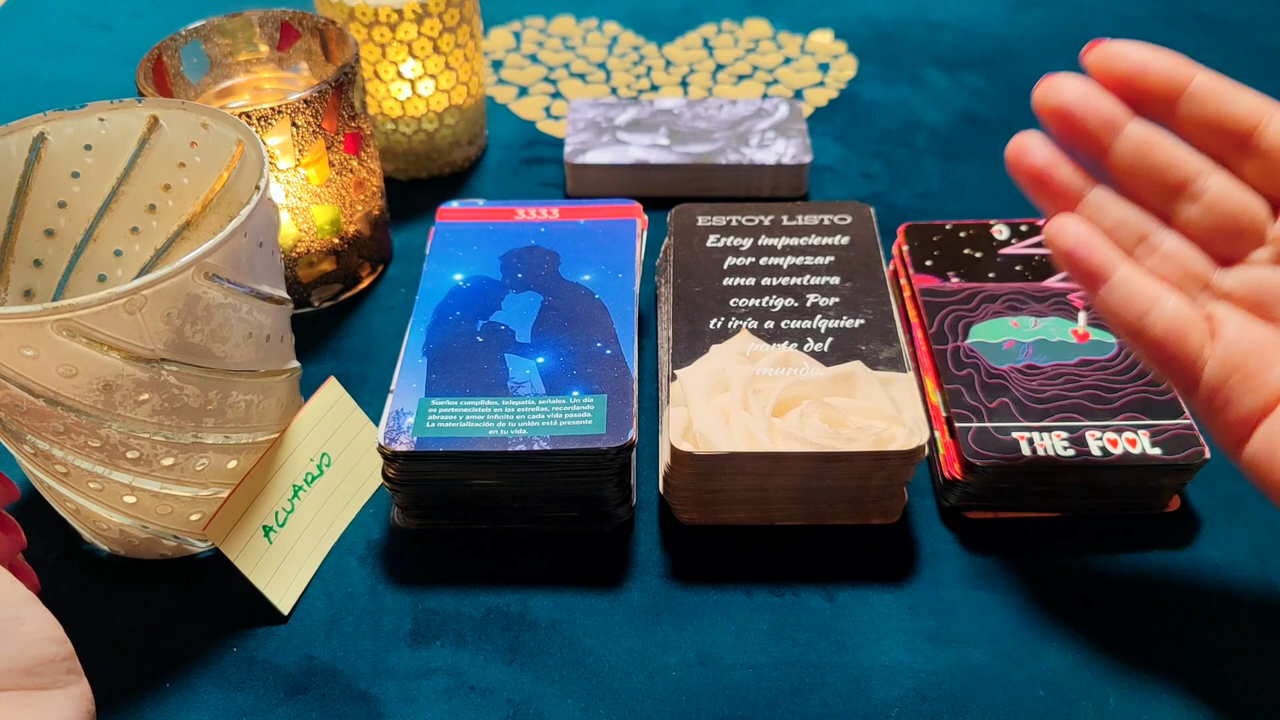 3333
Sueños cumplidos, telepatía, señales. Un día
os pertenecisteis en las estrellas, recordando
abrazos y amor infinito en cada vida pasada.
La materialización de tu unión está presente
en tu vida.
ESTOY LISTO
Estoy impaciente
por empezar
una aventura
contigo. Por
ti iría a cualquier
parte del
mundo.
THE FOOL
ACUARIO